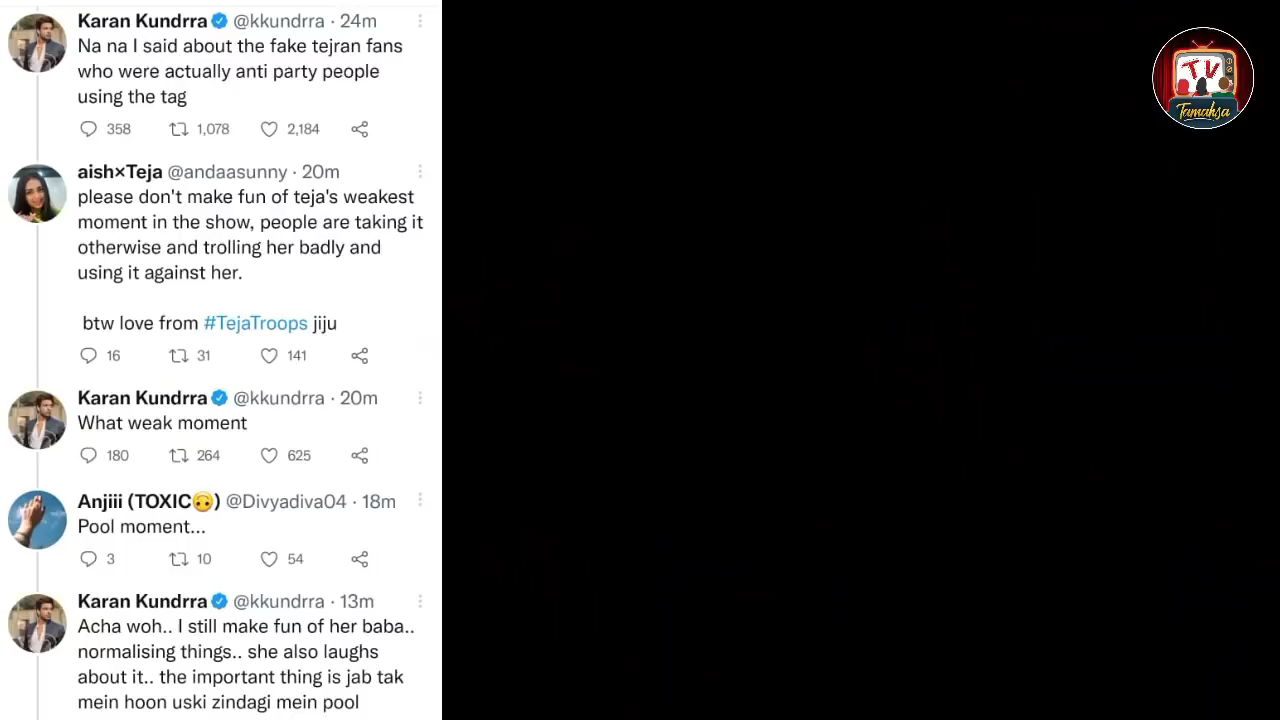 Karan Kundrra @kkundrra · 24m
Na na I said about the fake tejran fans
who were actually anti party people
using the tag
358 1,078 2,184
aish×Teja @andaasunny · 20m
please don't make fun of teja's weakest
moment in the show, people are taking it
otherwise and trolling her badly and
using it against her.
btw love from #TejaTroops jiju
16 31 141
Karan Kundrra @kkundrra · 20m
What weak moment
180 264 625
Anjiii (TOXIC🙃) @Divyadiva04 · 18m
Pool moment...
3 10 54
Karan Kundrra @kkundrra · 13m
Acha woh.. I still make fun of her baba..
normalising things.. she also laughs
about it.. the important thing is jab tak
mein hoon uski zindagi mein pool
TV
Tamahsa